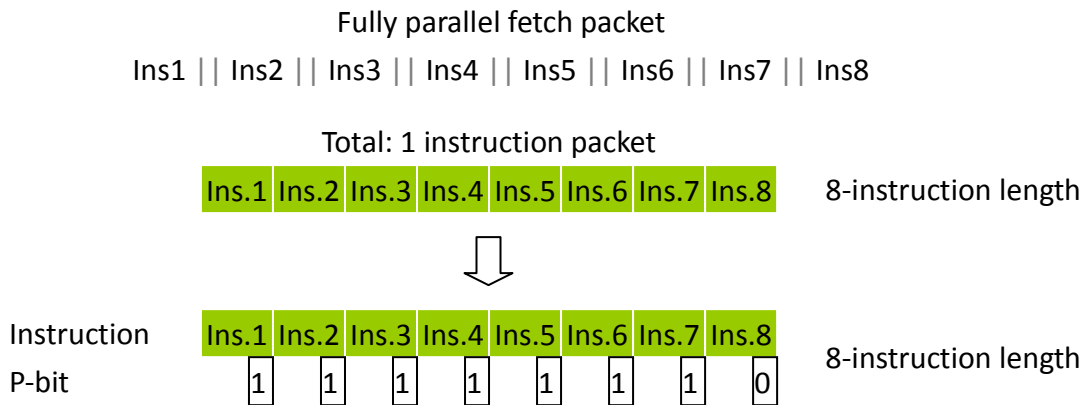 Fully parallel fetch packet
Ins1 || Ins2 || Ins3 || Ins4 || Ins5 || Ins6 || Ins7 || Ins8
Total: 1 instruction packet
Ins.1 Ins.2 Ins.3 Ins.4 Ins.5 Ins.6 Ins.7 Ins.8 8-instruction length
Instruction Ins.1 Ins.2 Ins.3 Ins.4 Ins.5 Ins.6 Ins.7 Ins.8
8-instruction length
P-bit 1 1 1 1 1 1 1 0